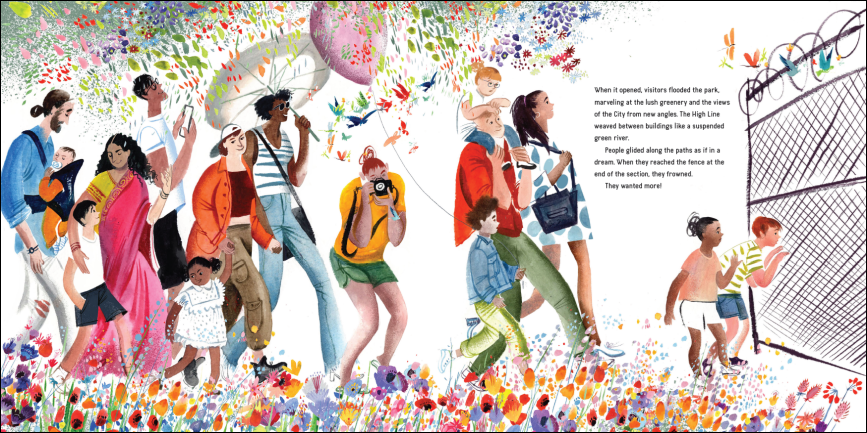 When it opened, visitors flooded the park,
marveling at the lush greenery and the views
of the City from new angles. The High Line
weaved between buildings like a suspended
green river.
People glided along the paths as if in a
dream. When they reached the fence at the
end of the section, they frowned.
They wanted more!